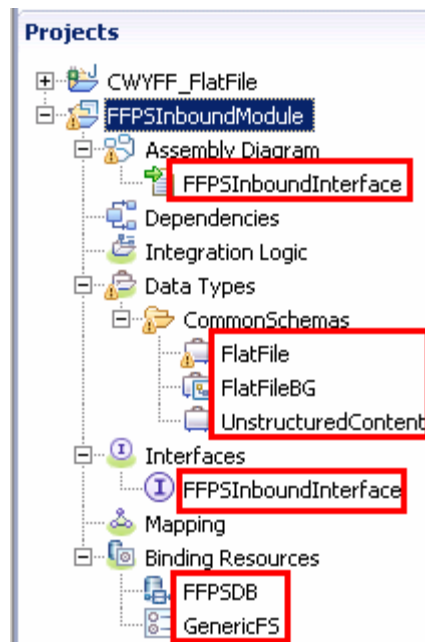 Projects
CWYFF_FlatFile
FFPSInboundModule
Assembly Diagram
FFPSInboundInterface
Dependencies
Integration Logic
Data Types
CommonSchemas
FlatFile
FlatFileBG
UnstructuredContent
Interfaces
FFPSInboundInterface
Mapping
Binding Resources
FFPSDB
GenericFS